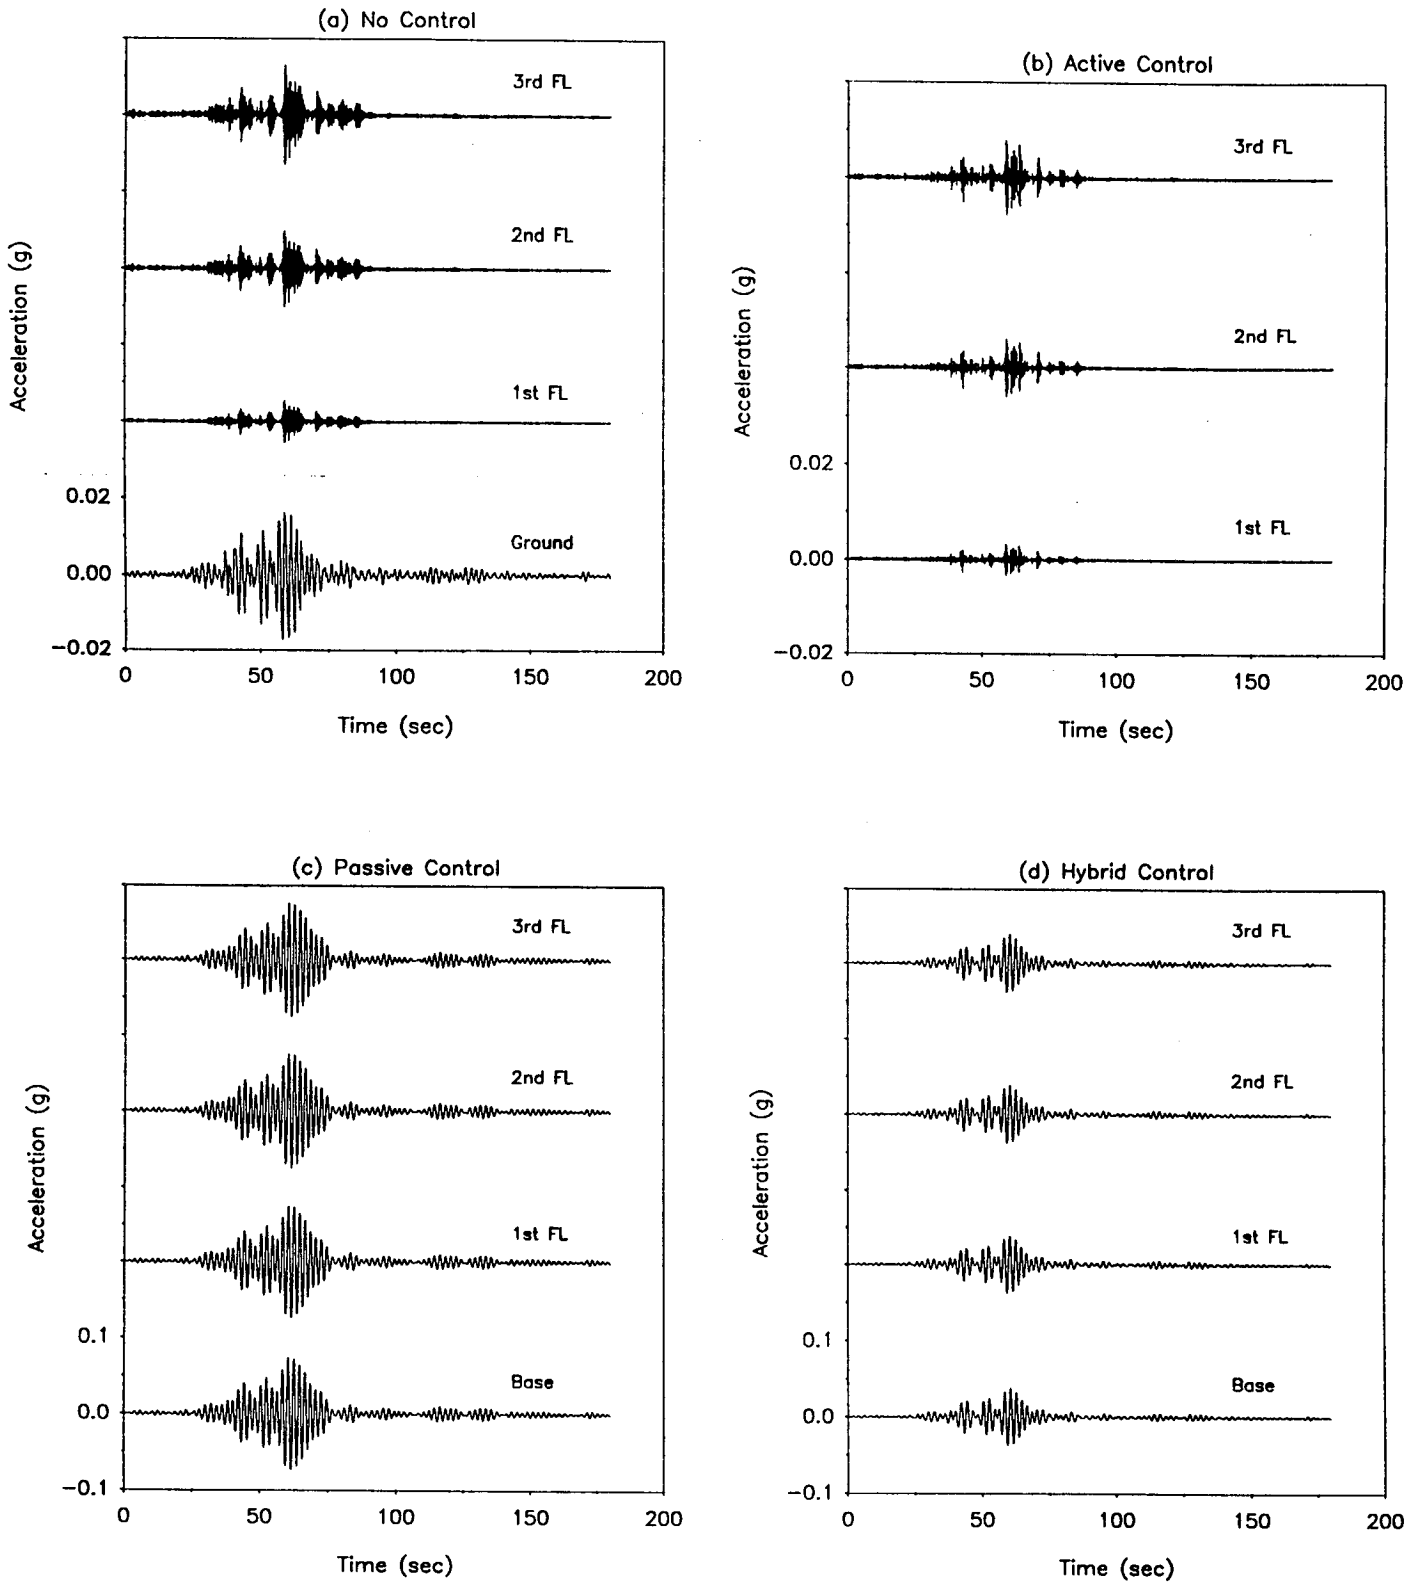 (a) No Control
3rd FL
2nd FL
1st FL
Ground
Acceleration (g)
0.02
0.00
-0.02
0 50 100 150 200
Time (sec)
(b) Active Control
3rd FL
2nd FL
1st FL
Acceleration (g)
0.02
0.00
-0.02
0 50 100 150 200
Time (sec)
(c) Passive Control
3rd FL
2nd FL
1st FL
Base
Acceleration (g)
0.1
0.0
-0.1
0 50 100 150 200
Time (sec)
(d) Hybrid Control
3rd FL
2nd FL
1st FL
Base
Acceleration (g)
0.1
0.0
-0.1
0 50 100 150 200
Time (sec)